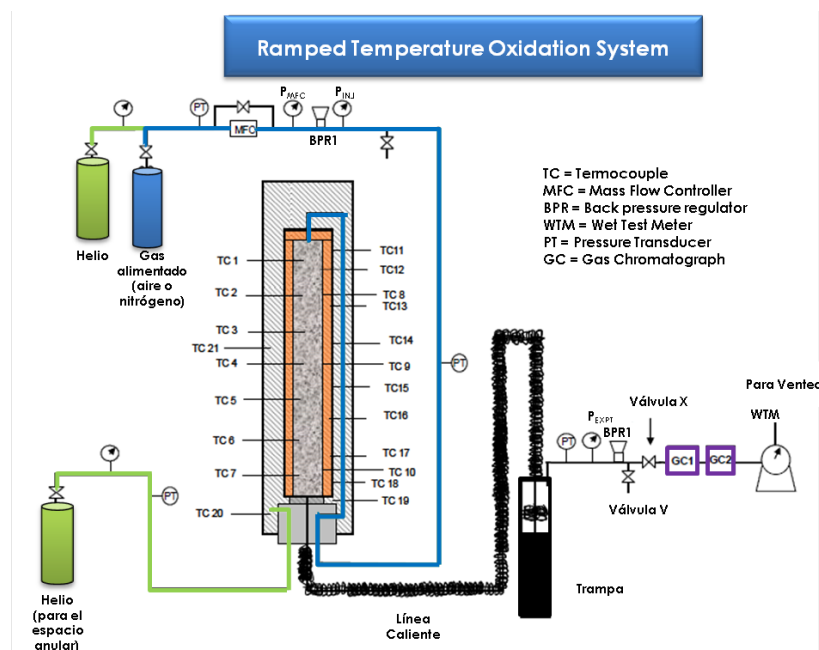 Ramped Temperature Oxidation System
PT
MFC
P MFC
BPR1
P INJ
Helio
Gas
alimentado
(aire o
nitrógeno)
TC = Termocouple
MFC = Mass Flow Controller
BPR = Back pressure regulator
WTM = Wet Test Meter
PT = Pressure Transducer
GC = Gas Chromatograph
TC 1
TC 2
TC 3
TC 21
TC 4
TC 5
TC 6
TC 7
TC 20
TC11
TC12
TC 8
TC13
TC14
TC 9
TC15
TC16
TC 17
TC 10
TC 18
TC 19
PT
PT
Helio
(para el
espacio
anular)
Línea
Caliente
Trampa
PT
P EXPT
BPR1
Válvula X
Válvula V
GC1
GC2
Para Venteo
WTM